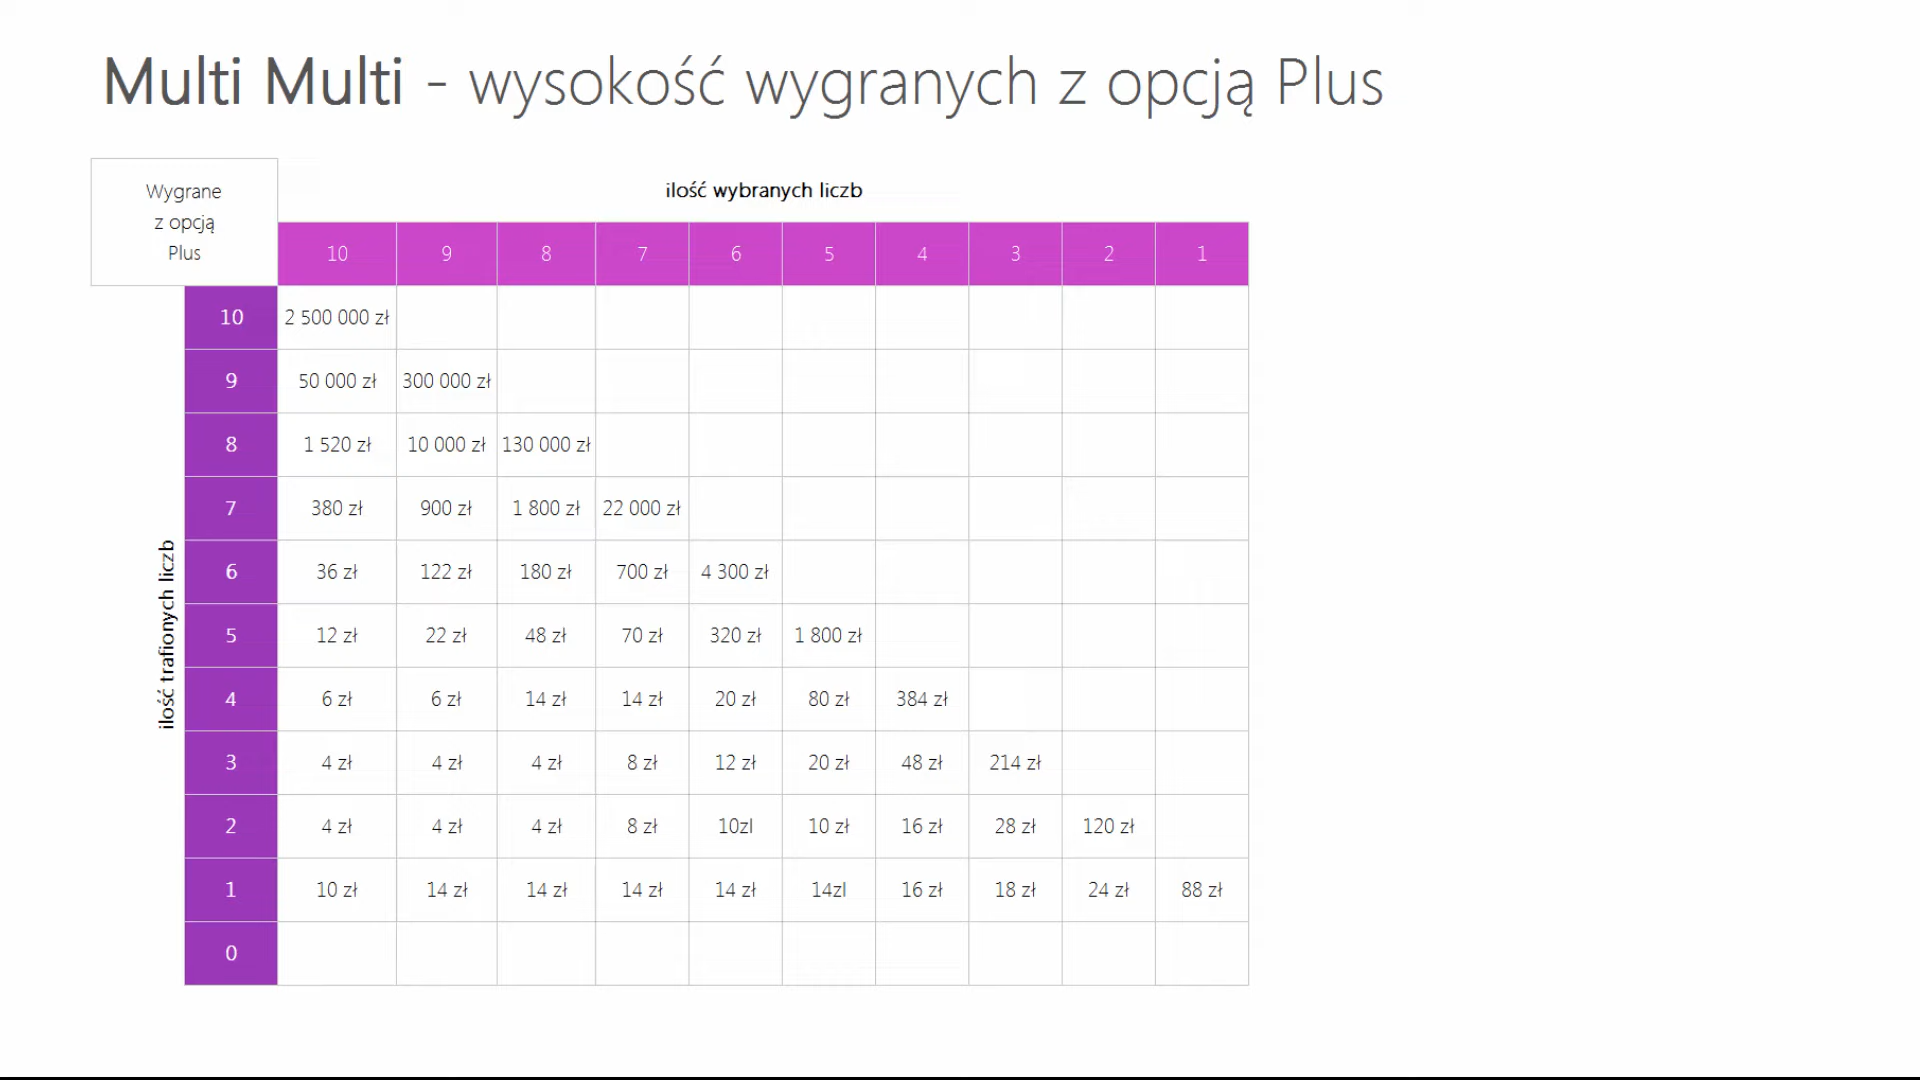 Multi Multi - wysokość wygranych z opcją Plus
Wygrane
z opcją
Plus
ilość wybranych liczb
10 9 8 7 6 5 4 3 2 1
ilość trafionych liczb
10 2 500 000 zł
9 50 000 zł 300 000 zł
8 1 520 zł 10 000 zł 130 000 zł
7 380 zł 900 zł 1 800 zł 22 000 zł
6 36 zł 122 zł 180 zł 700 zł 4 300 zł
5 12 zł 22 zł 48 zł 70 zł 320 zł 1 800 zł
4 6 zł 6 zł 14 zł 14 zł 20 zł 80 zł 384 zł
3 4 zł 4 zł 4 zł 8 zł 12 zł 20 zł 48 zł 214 zł
2 4 zł 4 zł 4 zł 8 zł 10zl 10 zł 16 zł 28 zł 120 zł
1 10 zł 14 zł 14 zł 14 zł 14 zł 14zl 16 zł 18 zł 24 zł 88 zł
0